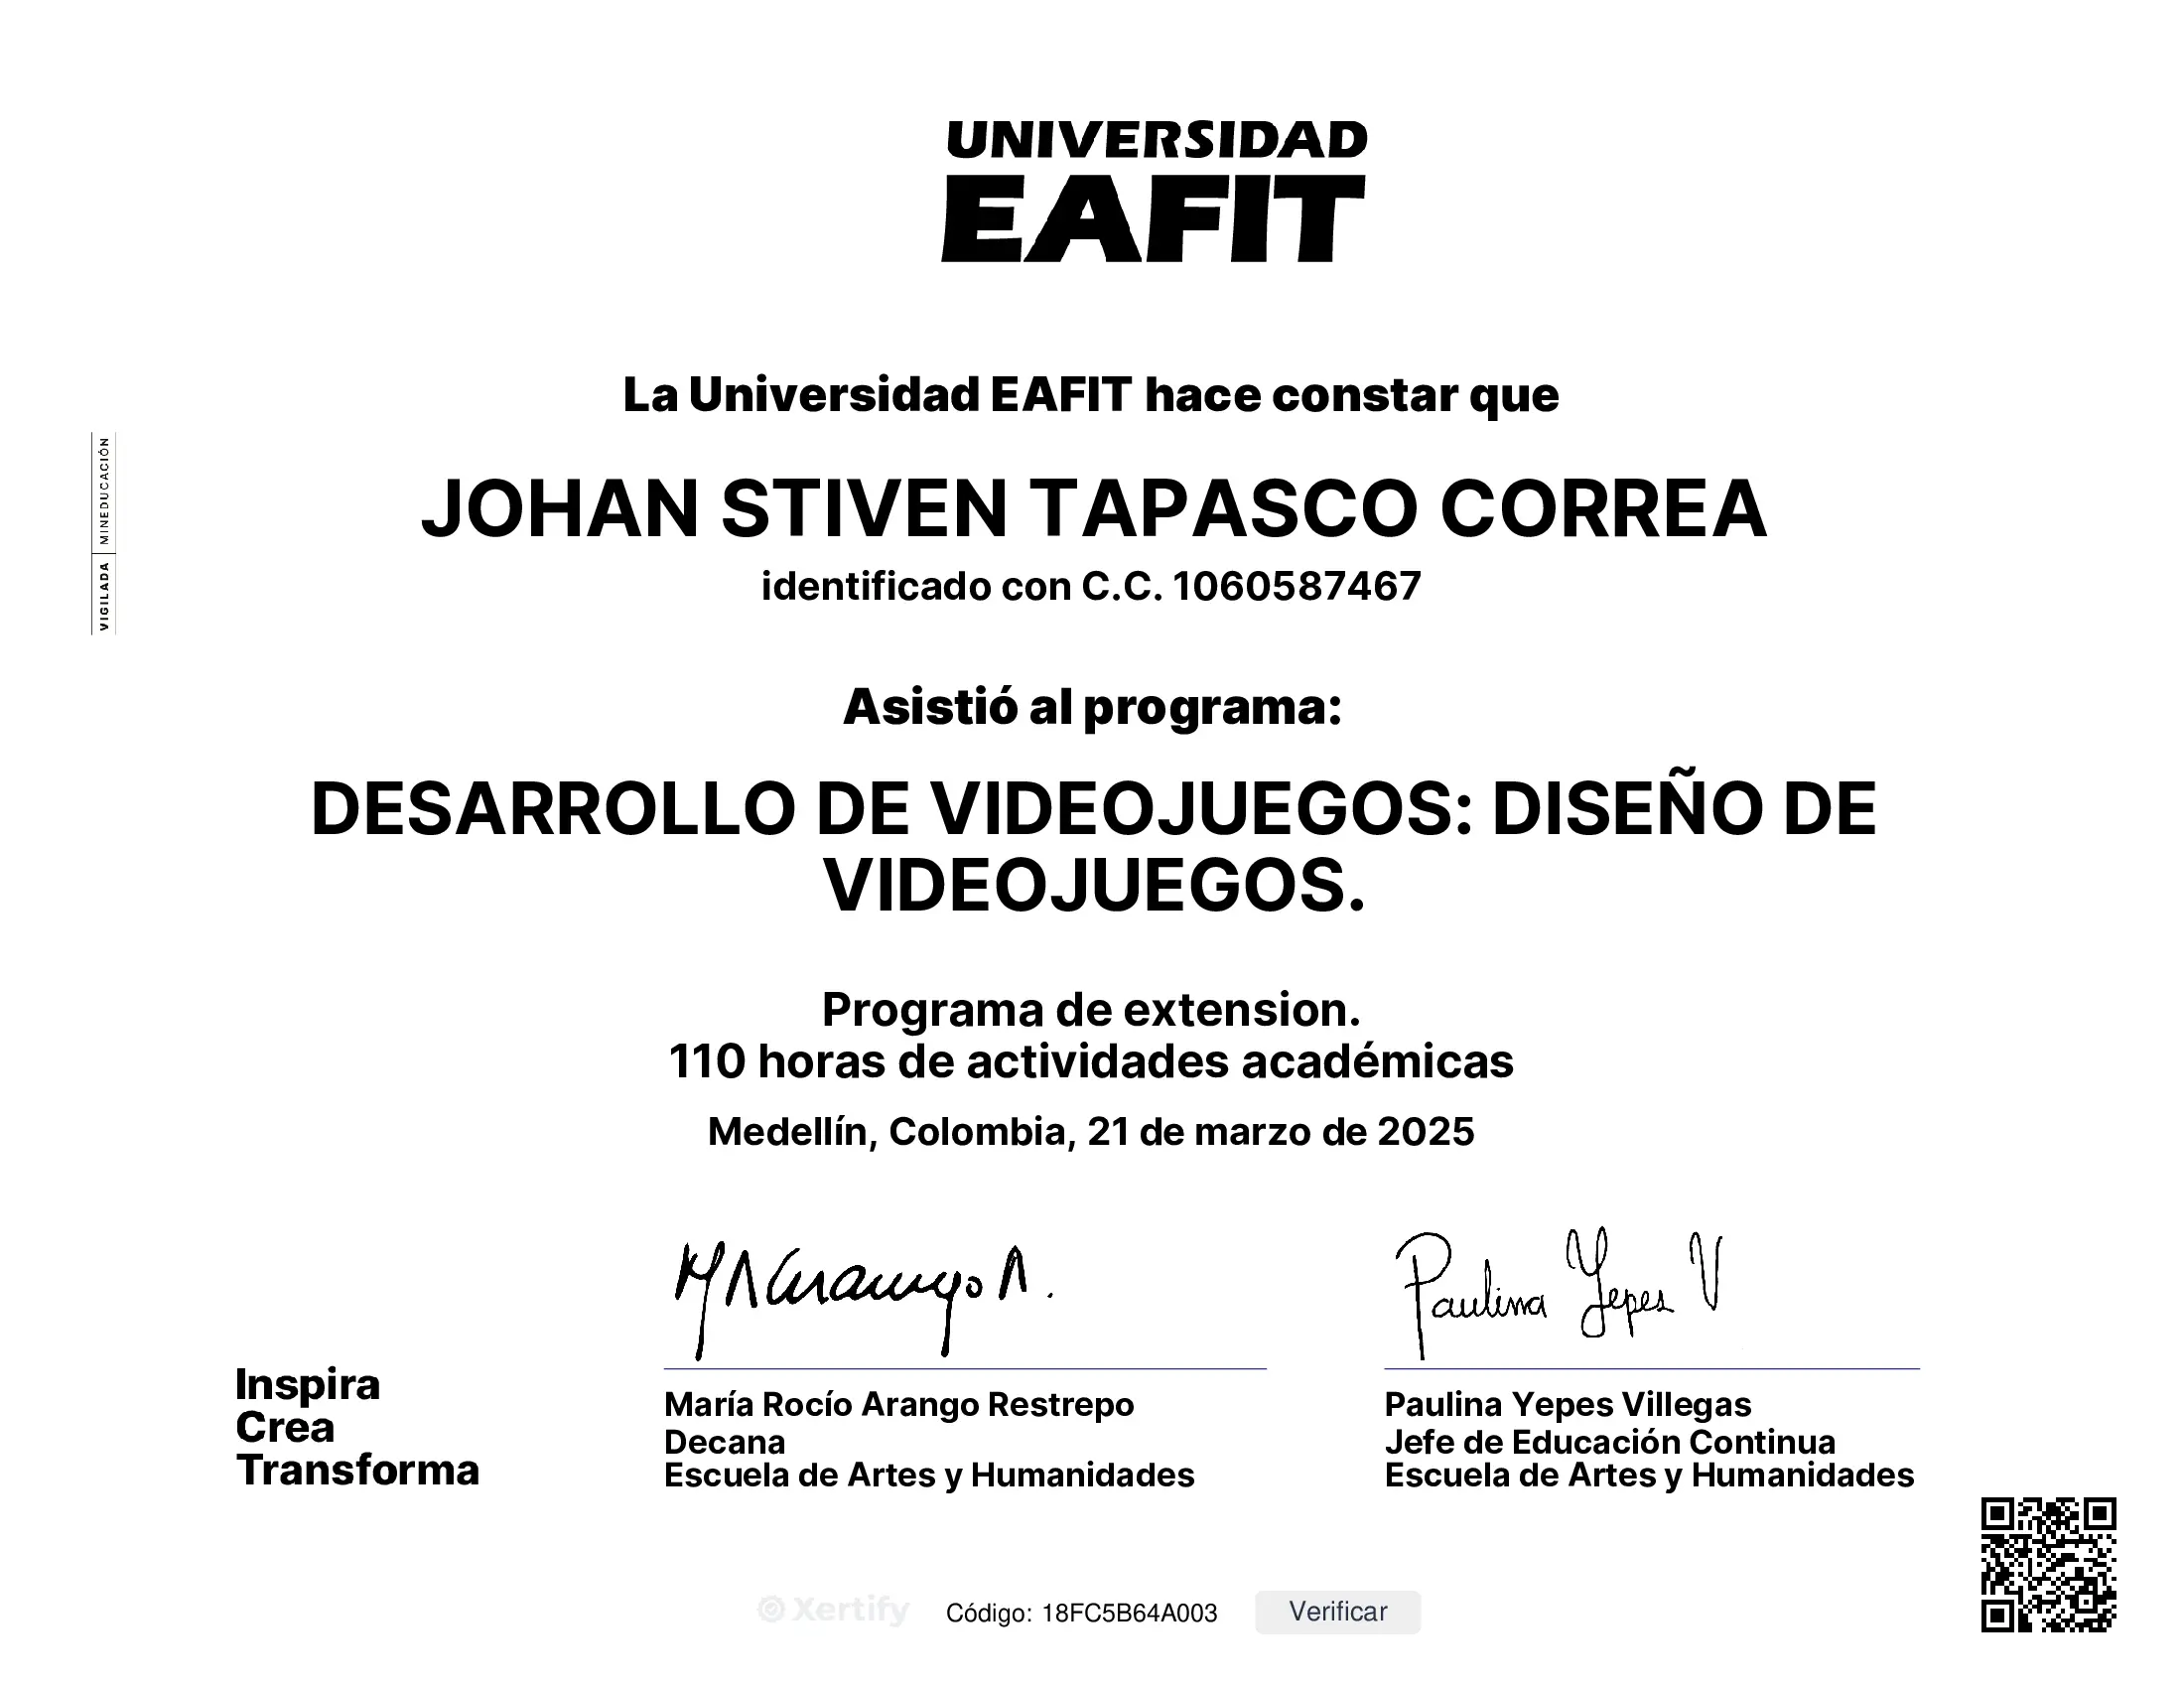 UNIVERSIDAD
EAFIT
La Universidad EAFIT hace constar que
JOHAN STIVEN TAPASCO CORREA
identificado con C.C. 1060587467
VIGILADA MINEDUCACIÓN
Asistió al programa:
DESARROLLO DE VIDEOJUEGOS: DISEÑO DE
VIDEOJUEGOS.
Programa de extension.
110 horas de actividades académicas
Medellín, Colombia, 21 de marzo de 2025
Paulina Yepes V
Inspira
Crea
Transforma
María Rocío Arango Restrepo
Decana
Escuela de Artes y Humanidades
Paulina Yepes Villegas
Jefe de Educación Continua
Escuela de Artes y Humanidades
Xertify Código: 18FC5B64A003 Verificar